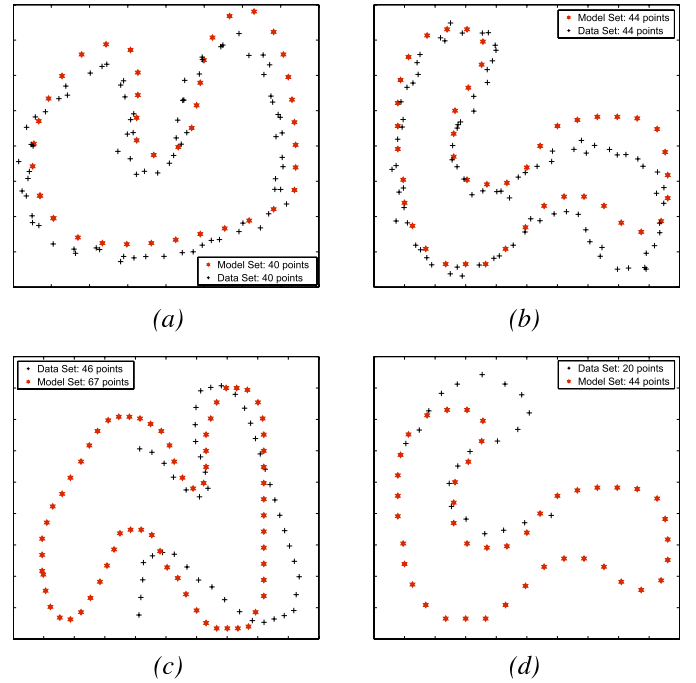 Model Set: 44 points
Data Set: 44 points
Model Set: 40 points
Data Set: 40 points
(a)
(b)
Data Set: 46 points
Model Set: 67 points
Data Set: 20 points
Model Set: 44 points
(c)
(d)